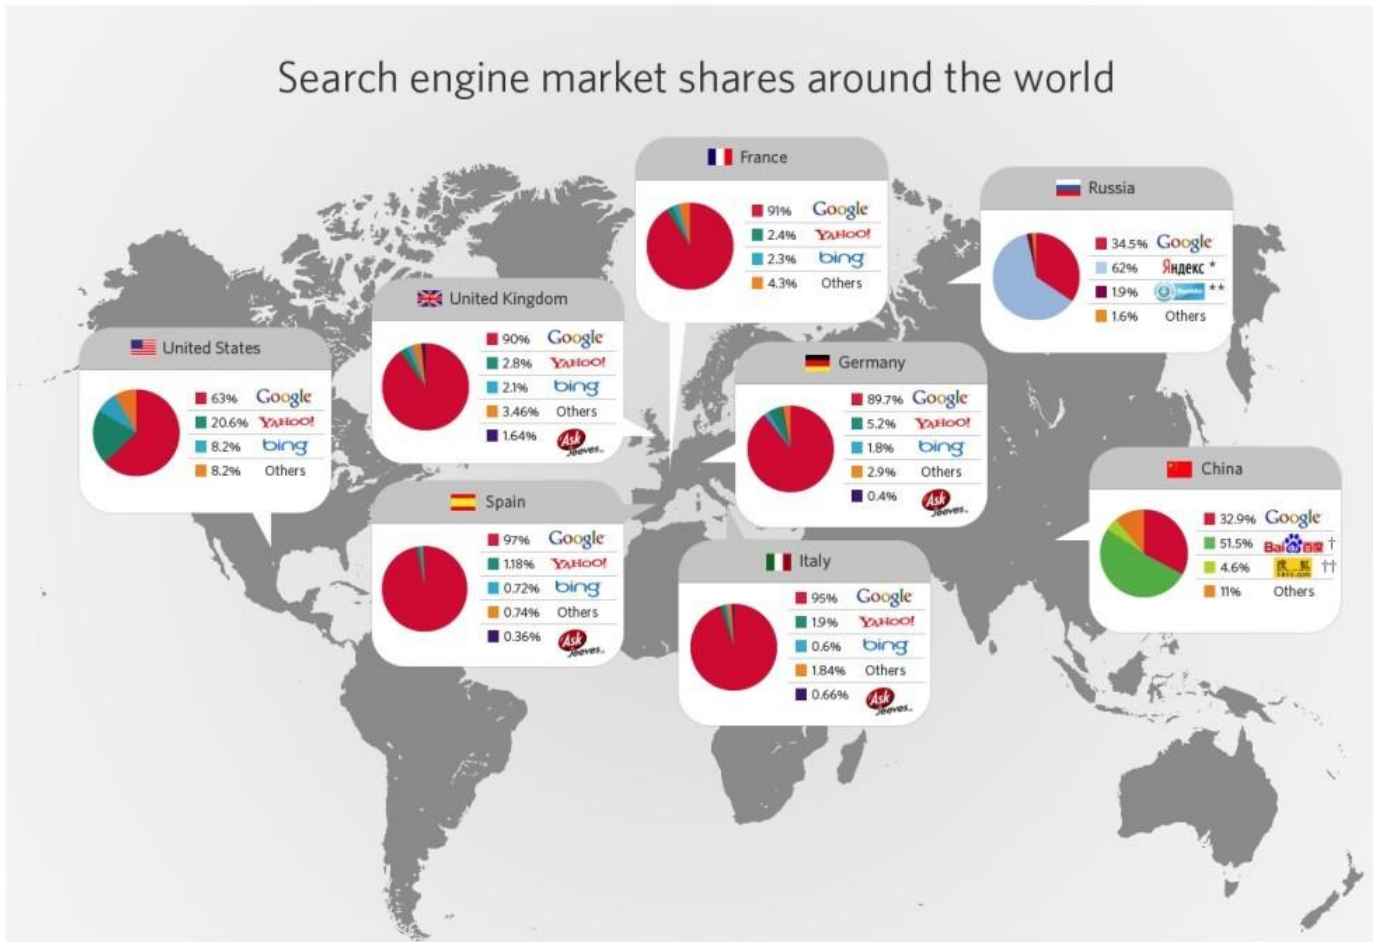 Search engine market shares around the world
France
91% Google
2.4% YAHOO!
2.3% bing
4.3% Others
Russia
34.5% Google
62% Яндекс *
1.9% **
1.6% Others
United Kingdom
90% Google
2.8% YAHOO!
2.1% bing
3.46% Others
1.64% Ask Jeeves
United States
63% Google
20.6% YAHOO!
8.2% bing
8.2% Others
Germany
89.7% Google
5.2% YAHOO!
1.8% bing
2.9% Others
0.4% Ask Jeeves
China
32.9% Google
51.5% Bai du 百度 †
4.6% ††
11% Others
Spain
97% Google
1.18% YAHOO!
0.72% bing
0.74% Others
0.36% Ask Jeeves
Italy
95% Google
1.9% YAHOO!
0.6% bing
1.84% Others
0.66% Ask Jeeves